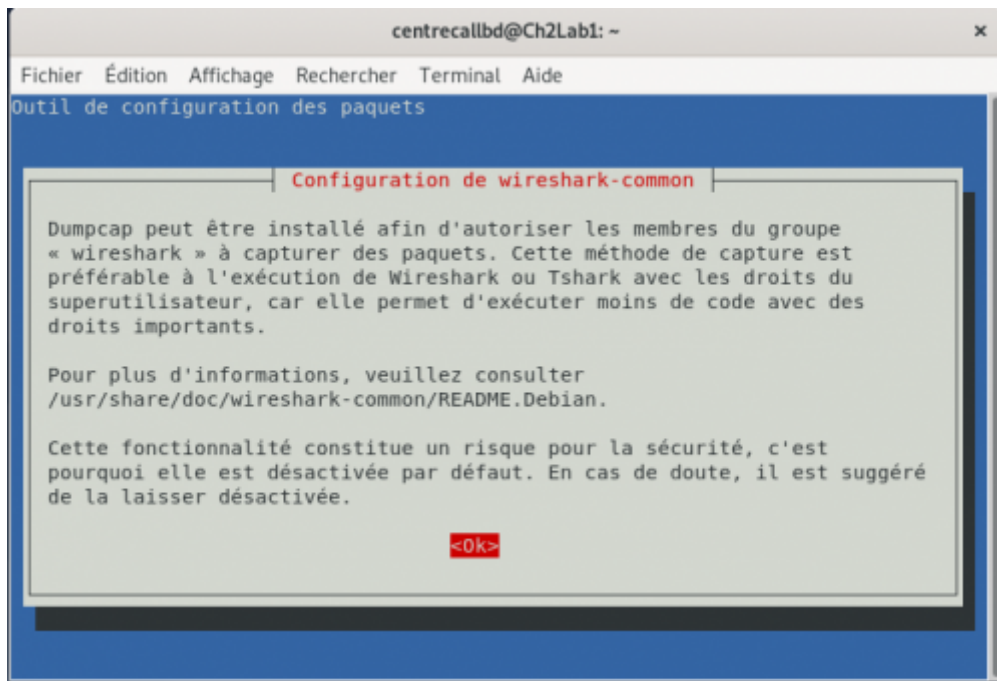 centrecallbd@Ch2Lab1: ~ ×
Fichier Édition Affichage Rechercher Terminal Aide
Outil de configuration des paquets
Configuration de wireshark-common
Dumpcap peut être installé afin d'autoriser les membres du groupe
« wireshark » à capturer des paquets. Cette méthode de capture est
préférable à l'exécution de Wireshark ou Tshark avec les droits du
superutilisateur, car elle permet d'exécuter moins de code avec des
droits importants.
Pour plus d'informations, veuillez consulter
/usr/share/doc/wireshark-common/README.Debian.
Cette fonctionnalité constitue un risque pour la sécurité, c'est
pourquoi elle est désactivée par défaut. En cas de doute, il est suggéré
de la laisser désactivée.
<Ok>